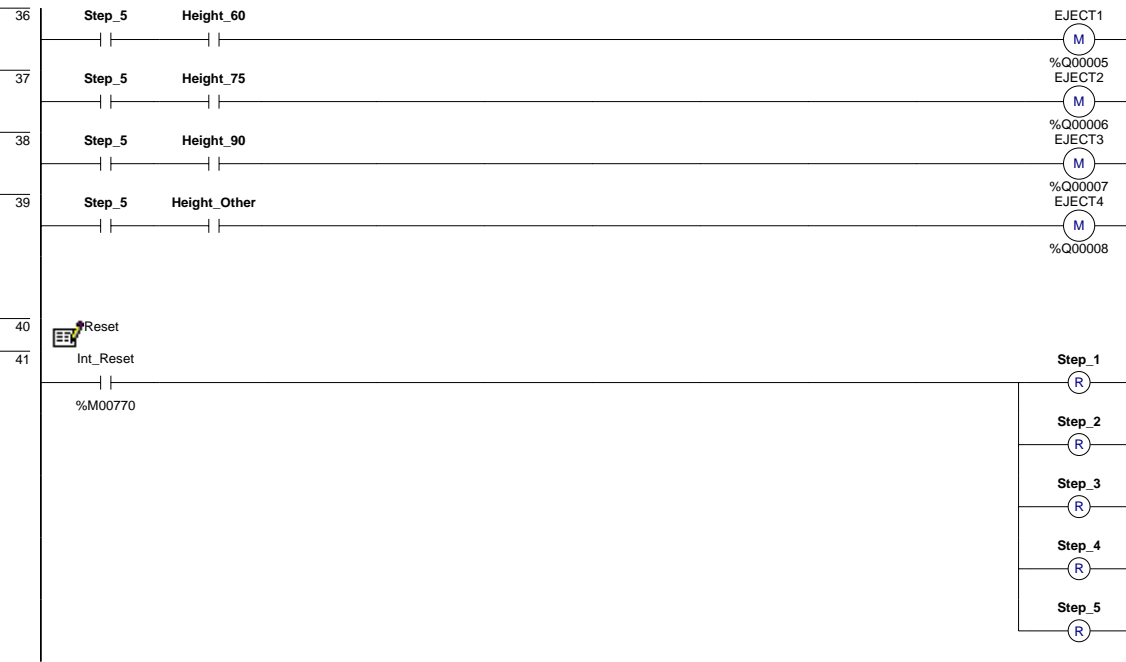 36 Step_5 Height_60 EJECT1
M
%Q00005
37 Step_5 Height_75 EJECT2
M
%Q00006
38 Step_5 Height_90 EJECT3
M
%Q00007
39 Step_5 Height_Other EJECT4
M
%Q00008
40 Reset
41 Int_Reset Step_1
R
%M00770
Step_2
R
Step_3
R
Step_4
R
Step_5
R